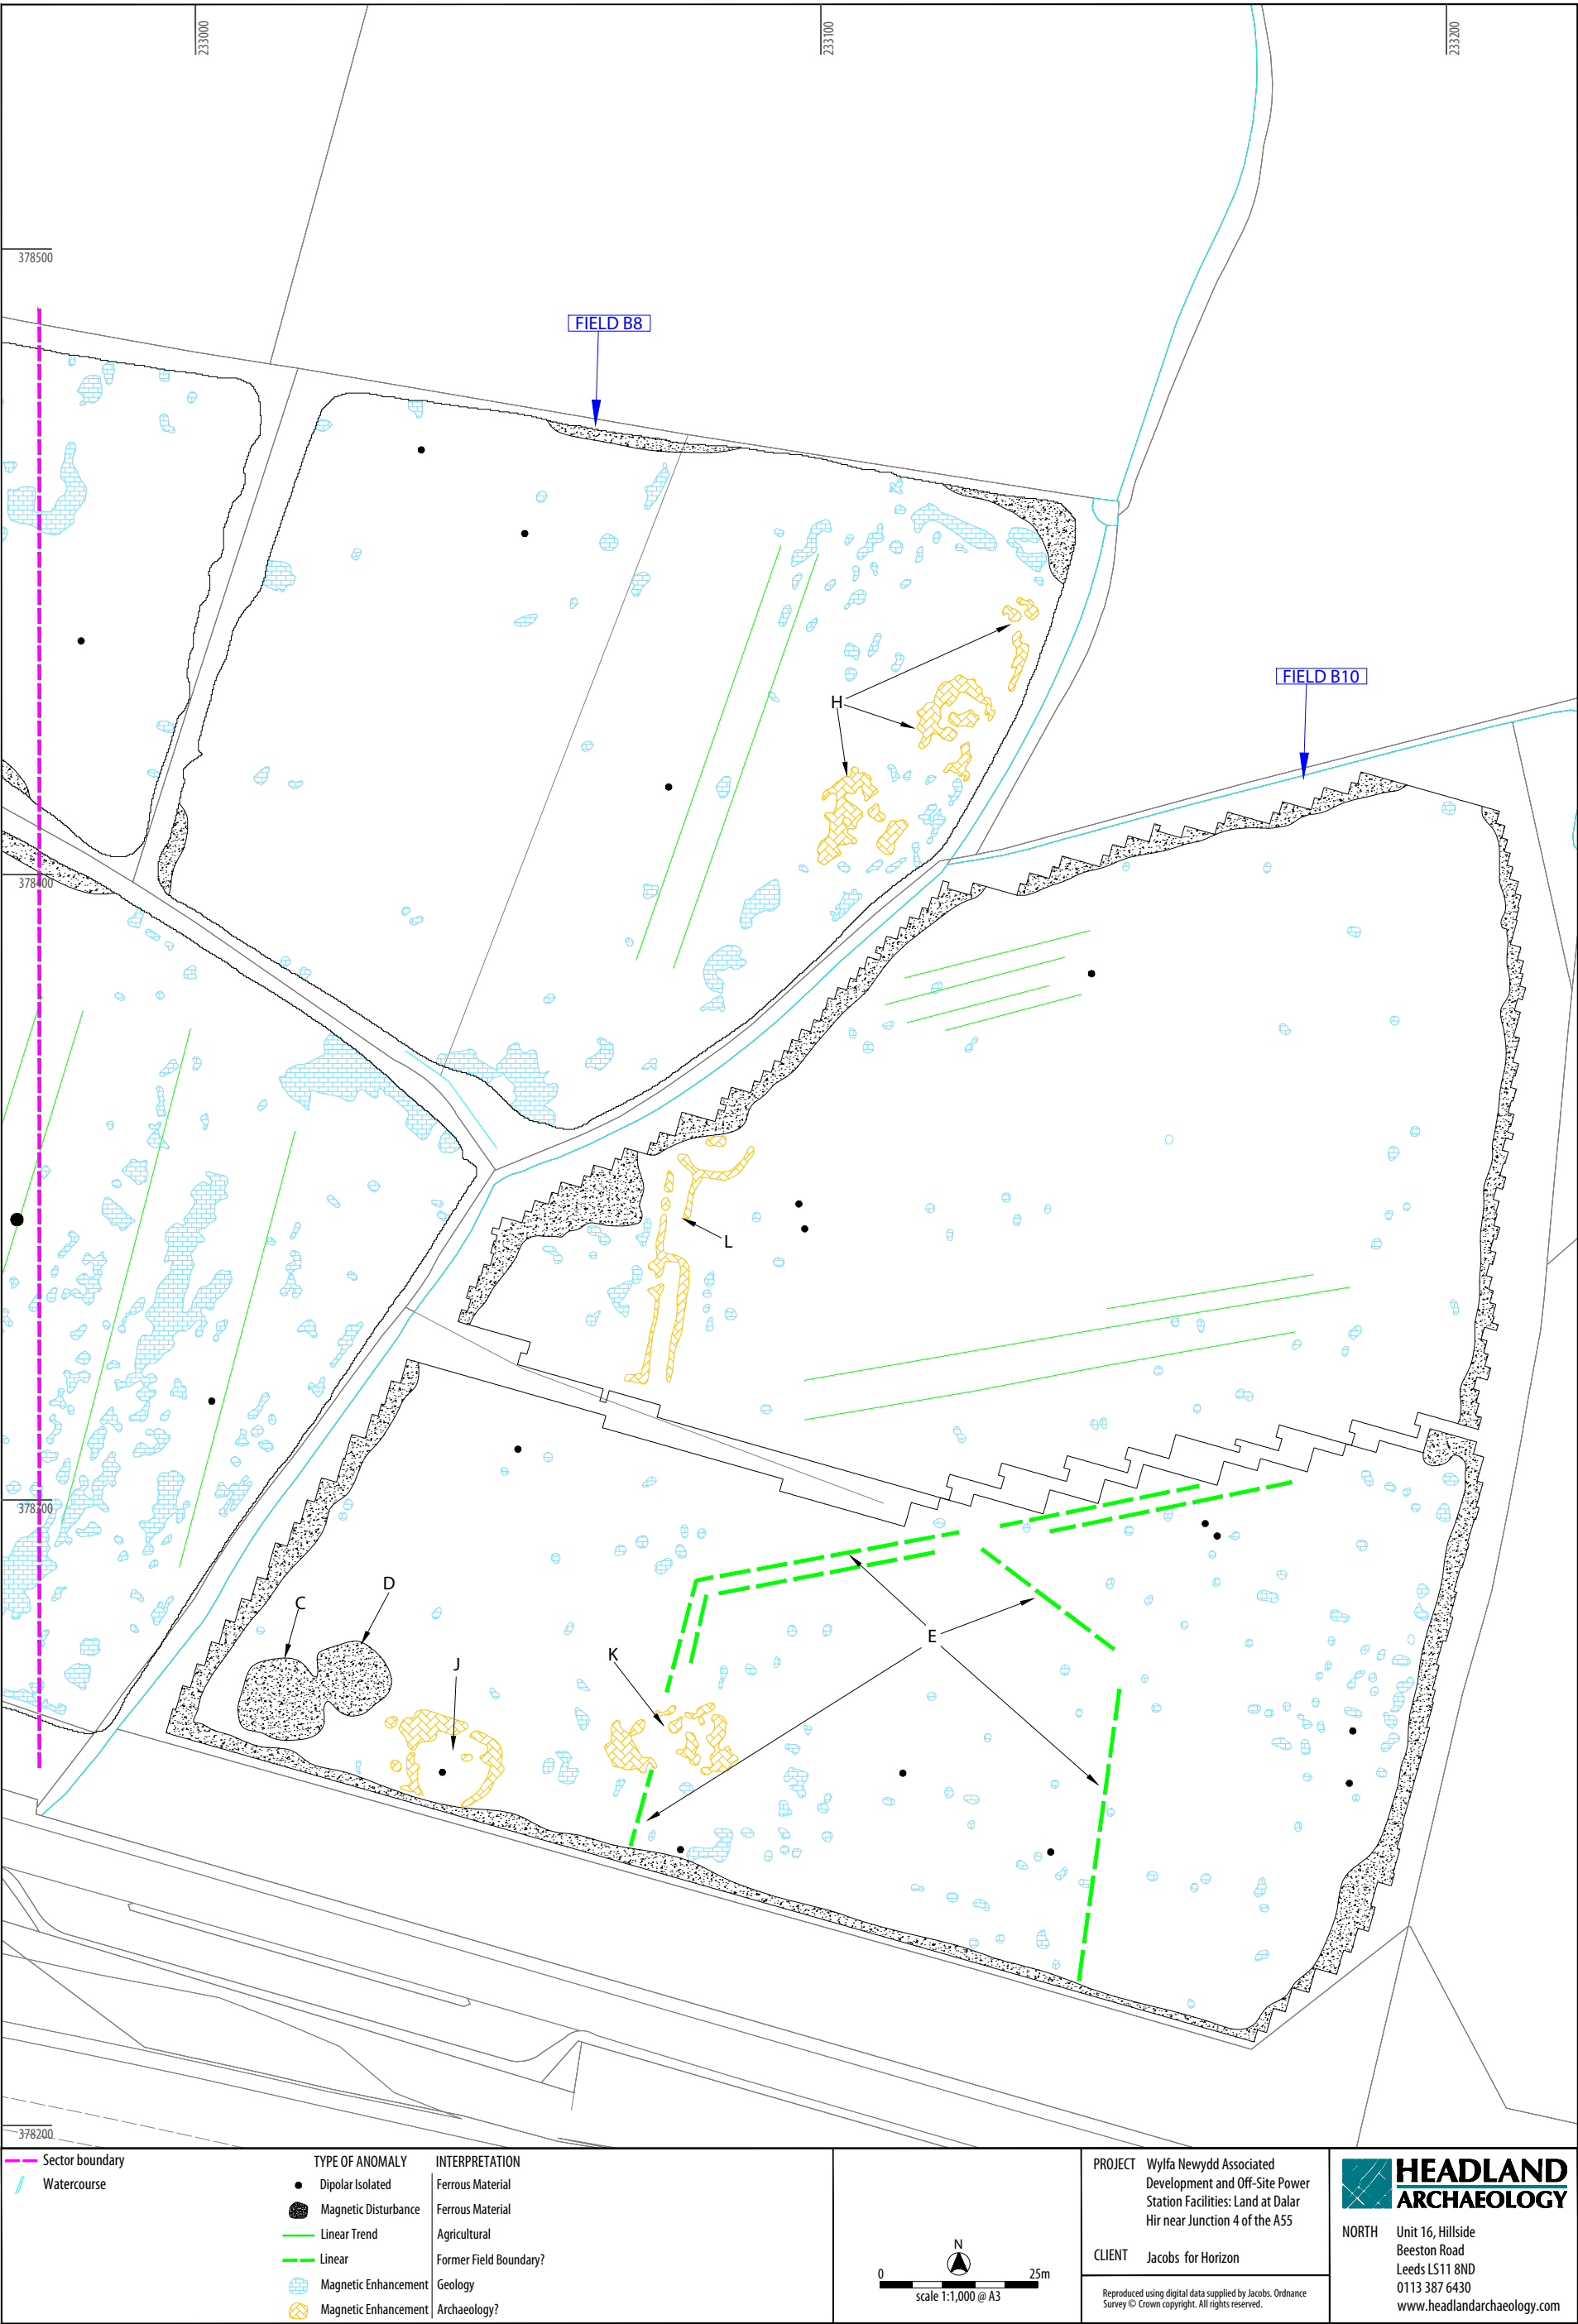 233000
233100
233200
378500
FIELD B8
FIELD B10
H
378400
L
378300
D
C
J
K
E
378200
Sector boundary
Watercourse
TYPE OF ANOMALY INTERPRETATION
Dipolar Isolated Ferrous Material
Magnetic Disturbance Ferrous Material
Linear Trend Agricultural
Linear Former Field Boundary?
Magnetic Enhancement Geology
Magnetic Enhancement Archaeology?
N
0 25m
scale 1:1,000 @ A3
PROJECT Wylfa Newydd Associated
Development and Off-Site Power
Station Facilities: Land at Dalar
Hir near Junction 4 of the A55
CLIENT Jacobs for Horizon
Reproduced using digital data supplied by Jacobs. Ordnance
Survey © Crown copyright. All rights reserved.
HEADLAND
ARCHAEOLOGY
NORTH Unit 16, Hillside
Beeston Road
Leeds LS11 8ND
0113 387 6430
www.headlandarchaeology.com